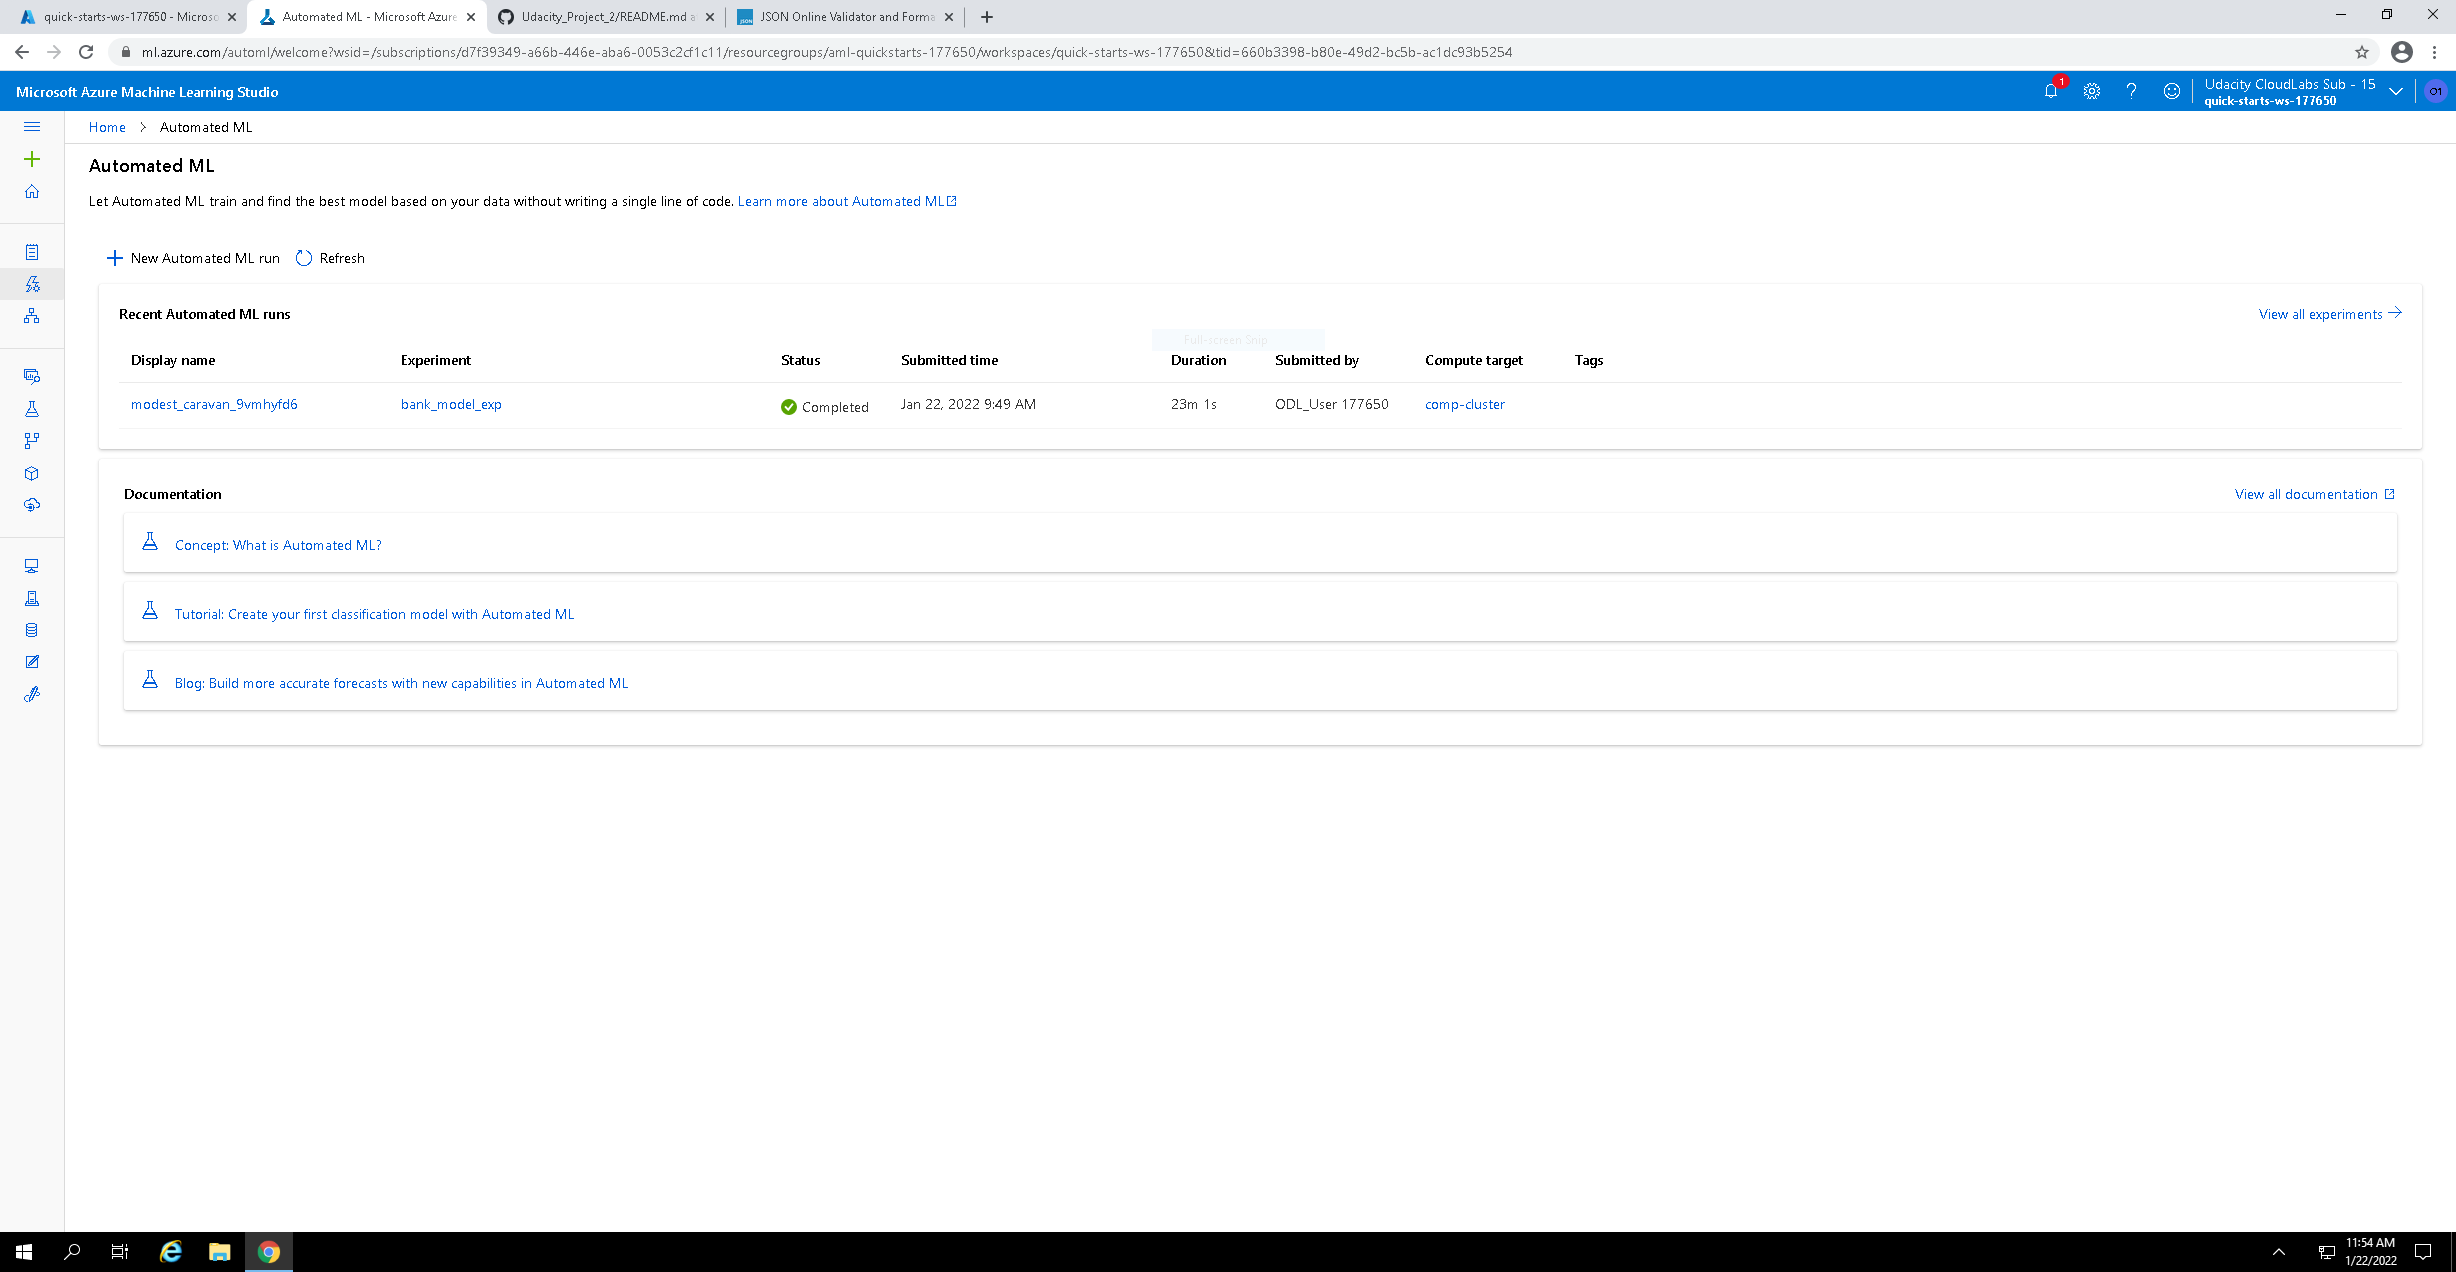 quick-starts-ws-177650 - Microso
Automated ML - Microsoft Azure
Udacity_Project_2/README.md a
JSON Online Validator and Forma
ml.azure.com/automl/welcome?wsid=/subscriptions/d7f39349-a66b-446e-aba6-0053c2cf1c11/resourcegroups/aml-quickstarts-177650/workspaces/quick-starts-ws-177650&tid=660b3398-b80e-49d2-bc5b-ac1dc93b5254
Microsoft Azure Machine Learning Studio
1
?
Udacity CloudLabs Sub - 15
quick-starts-ws-177650
O1
Home > Automated ML
Automated ML
Let Automated ML train and find the best model based on your data without writing a single line of code. Learn more about Automated ML
New Automated ML run
Refresh
Recent Automated ML runs
View all experiments
Full-screen Snip
Display name Experiment Status Submitted time Duration Submitted by Compute target Tags
modest_caravan_9vmhyfd6 bank_model_exp Completed Jan 22, 2022 9:49 AM 23m 1s ODL_User 177650 comp-cluster
Documentation
View all documentation
Concept: What is Automated ML?
Tutorial: Create your first classification model with Automated ML
Blog: Build more accurate forecasts with new capabilities in Automated ML
11:54 AM
1/22/2022